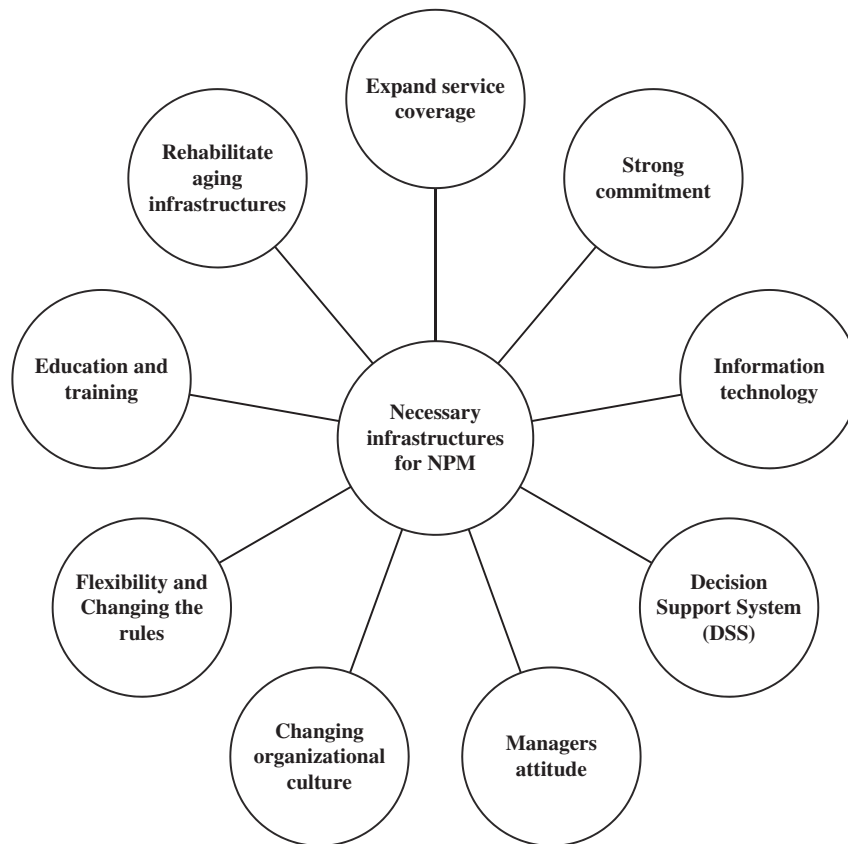 Expand service
coverage
Strong
commitment
Information
technology
Decision
Support System
(DSS)
Managers
attitude
Changing
organizational
culture
Flexibility and
Changing the
rules
Education and
training
Rehabilitate
aging
infrastructures
Necessary
infrastructures
for NPM